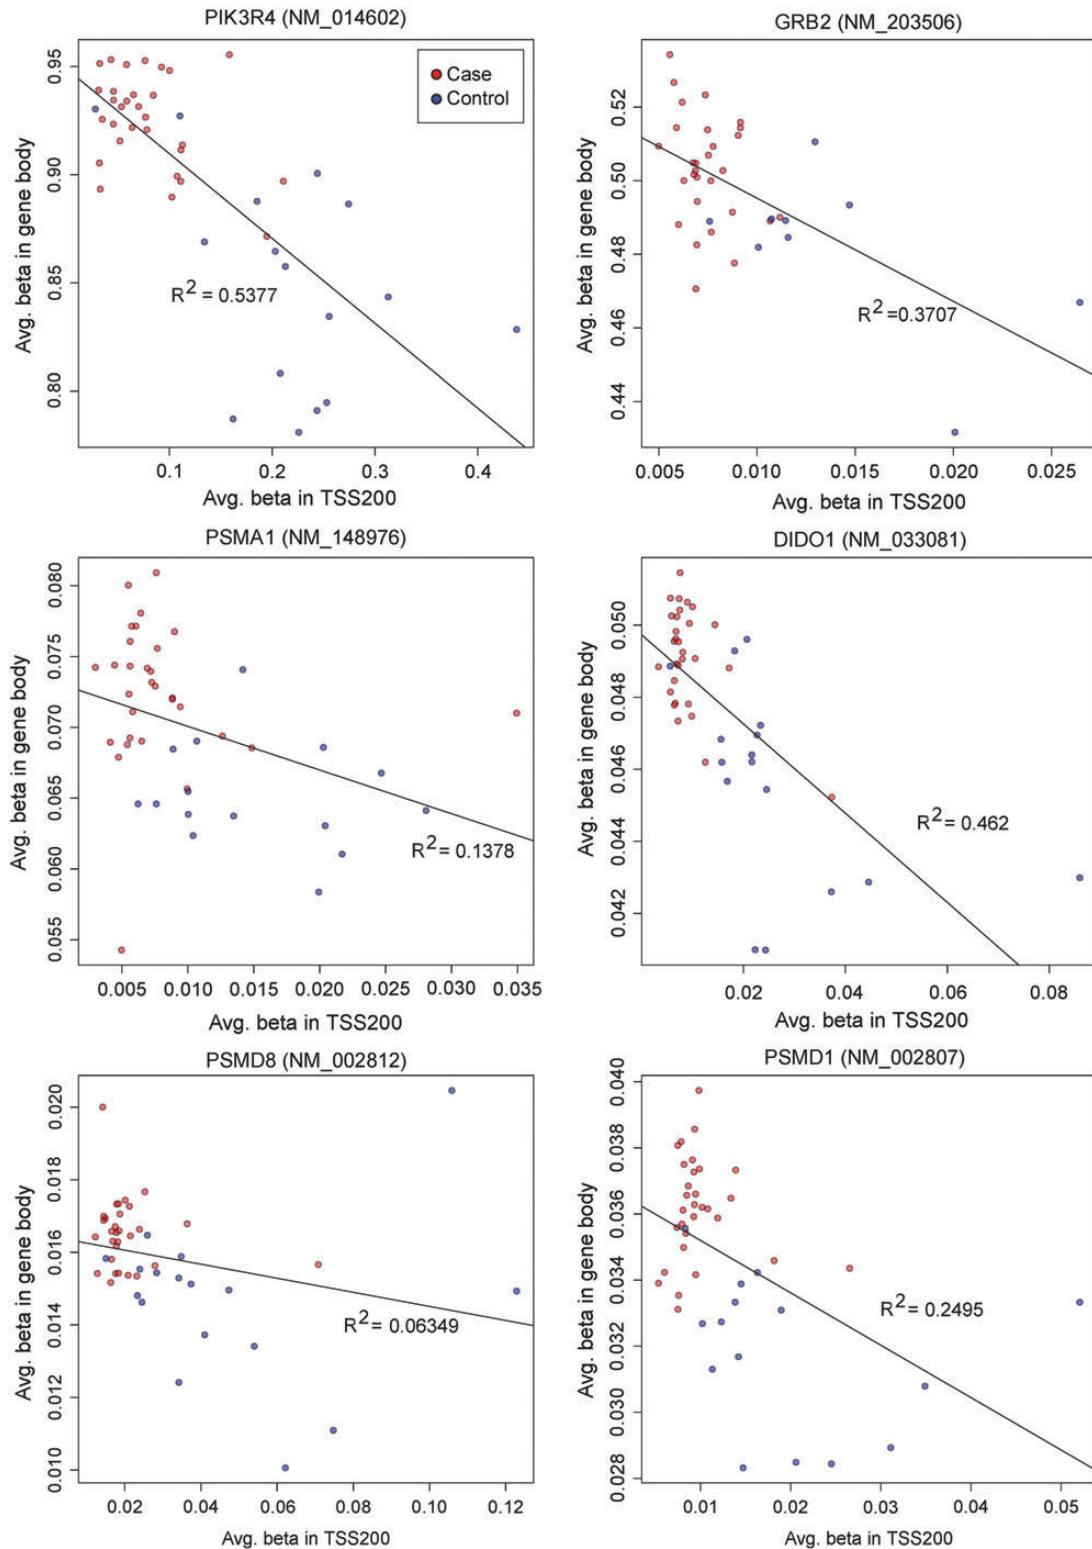 PIK3R4 (NM_014602)
Avg. beta in gene body
0.95
0.90
0.85
0.80
Case
Control
R2 = 0.5377
0.1 0.2 0.3 0.4
Avg. beta in TSS200
GRB2 (NM_203506)
Avg. beta in gene body
0.52
0.50
0.48
0.46
0.44
R2 =0.3707
0.005 0.010 0.015 0.020 0.025
Avg. beta in TSS200
PSMA1 (NM_148976)
Avg. beta in gene body
0.080
0.075
0.070
0.065
0.060
0.055
R2 = 0.1378
0.005 0.010 0.015 0.020 0.025 0.030 0.035
Avg. beta in TSS200
DIDO1 (NM_033081)
Avg. beta in gene body
0.050
0.048
0.046
0.044
0.042
R2 = 0.462
0.02 0.04 0.06 0.08
Avg. beta in TSS200
PSMD8 (NM_002812)
Avg. beta in gene body
0.020
0.018
0.016
0.014
0.012
0.010
R2 = 0.06349
0.02 0.04 0.06 0.08 0.10 0.12
Avg. beta in TSS200
PSMD1 (NM_002807)
Avg. beta in gene body
0.040
0.038
0.036
0.034
0.032
0.030
0.028
R2 = 0.2495
0.01 0.02 0.03 0.04 0.05
Avg. beta in TSS200